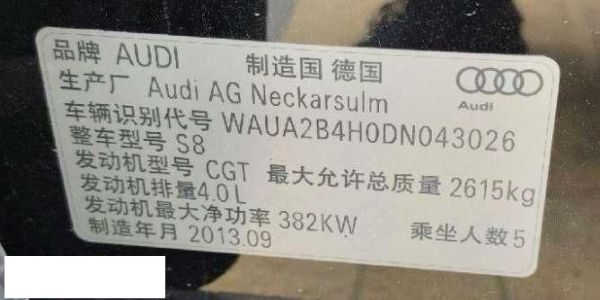 品牌 AUDI 制造国 德国
生产厂 Audi AG Neckarsulm
Audi
车辆识别代号 WAUA2B4H0DN043026
整车型号 S8
发动机型号 CGT 最大允许总质量 2615kg
发动机排量4.0L
发动机最大净功率 382KW 乘坐人数5
制造年月 2013.09